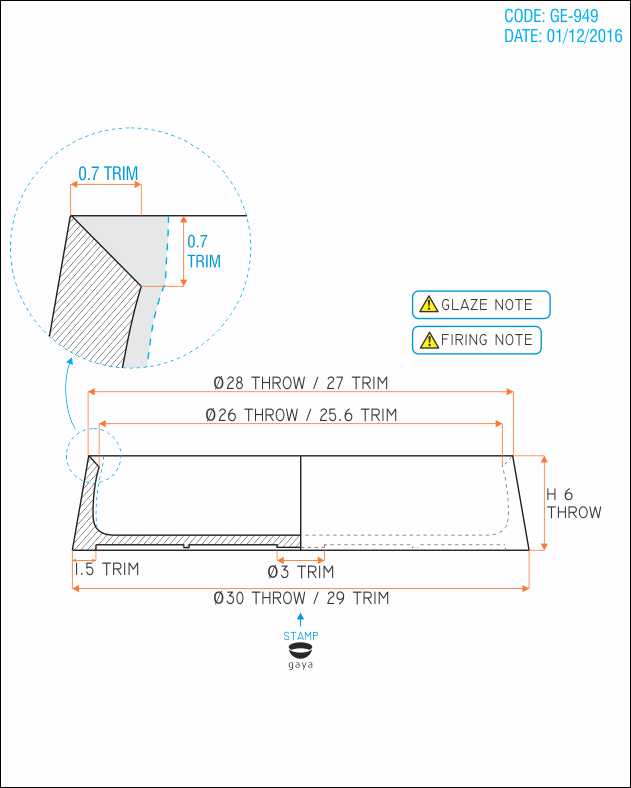 CODE: GE-949
DATE: 01/12/2016
0.7 TRIM
0.7
TRIM
GLAZE NOTE
FIRING NOTE
Ø28 THROW / 27 TRIM
Ø26 THROW / 25.6 TRIM
H 6
THROW
1.5 TRIM
Ø3 TRIM
Ø30 THROW / 29 TRIM
STAMP
gaya